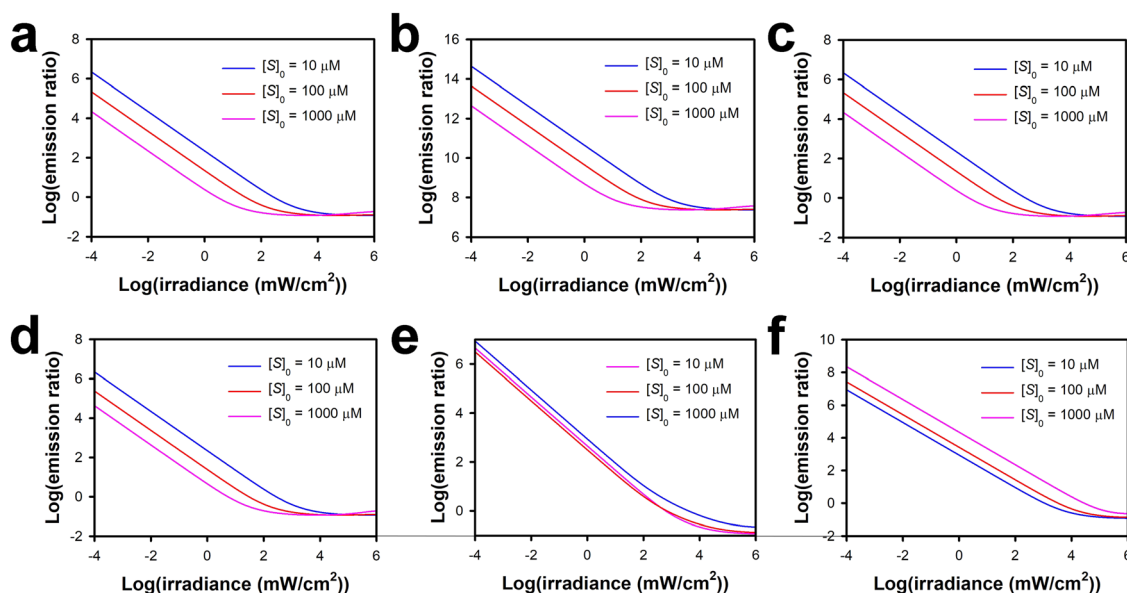 a
8
6
4
2
0
-2
-4 -2 0 2 4 6
Log(emission ratio)
Log(irradiance (mW/cm²))
[S]₀ = 10 μM
[S]₀ = 100 μM
[S]₀ = 1000 μM
b
16
14
12
10
8
6
-4 -2 0 2 4 6
Log(emission ratio)
Log(irradiance (mW/cm²))
[S]₀ = 10 μM
[S]₀ = 100 μM
[S]₀ = 1000 μM
c
8
6
4
2
0
-2
-4 -2 0 2 4 6
Log(emission ratio)
Log(irradiance (mW/cm²))
[S]₀ = 10 μM
[S]₀ = 100 μM
[S]₀ = 1000 μM
d
8
6
4
2
0
-2
-4 -2 0 2 4 6
Log(emission ratio)
Log(irradiance (mW/cm²))
[S]₀ = 10 μM
[S]₀ = 100 μM
[S]₀ = 1000 μM
e
6
4
2
0
-4 -2 0 2 4 6
Log(emission ratio)
Log(irradiance (mW/cm²))
[S]₀ = 10 μM
[S]₀ = 100 μM
[S]₀ = 1000 μM
f
10
8
6
4
2
0
-2
-4 -2 0 2 4 6
Log(emission ratio)
Log(irradiance (mW/cm²))
[S]₀ = 10 μM
[S]₀ = 100 μM
[S]₀ = 1000 μM